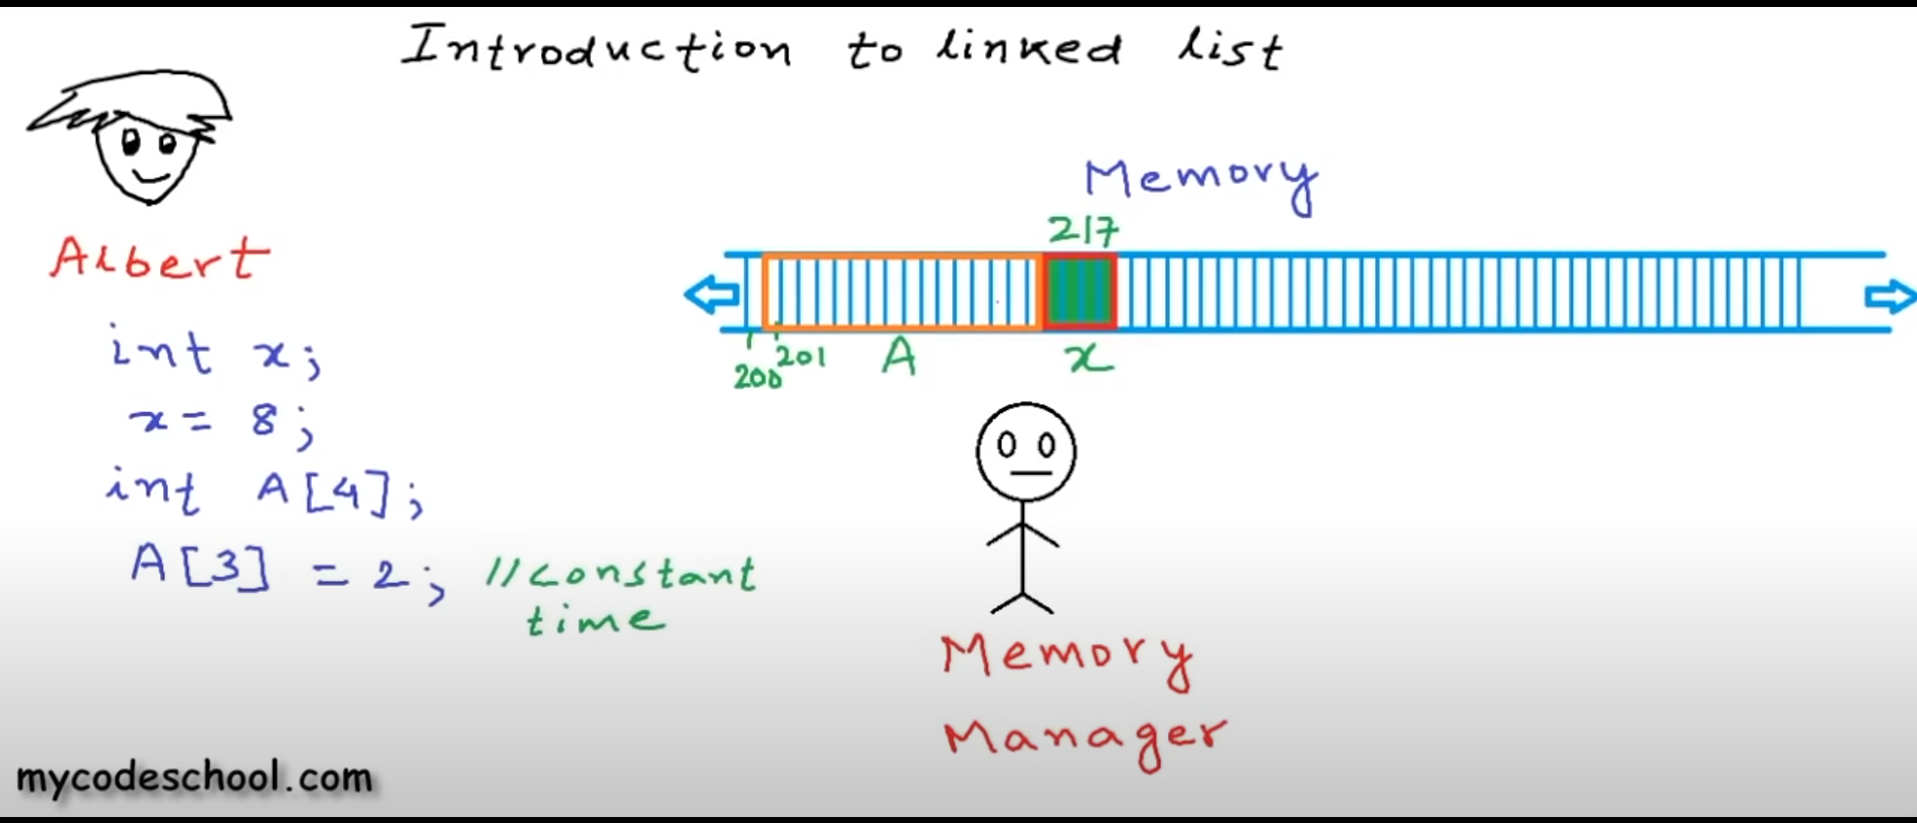 Introduction to linked list
Memory
217
Albert
200
201
A
x
int x;
x = 8;
int A[4];
A[3] = 2; //constant
time
Memory
Manager
mycodeschool.com